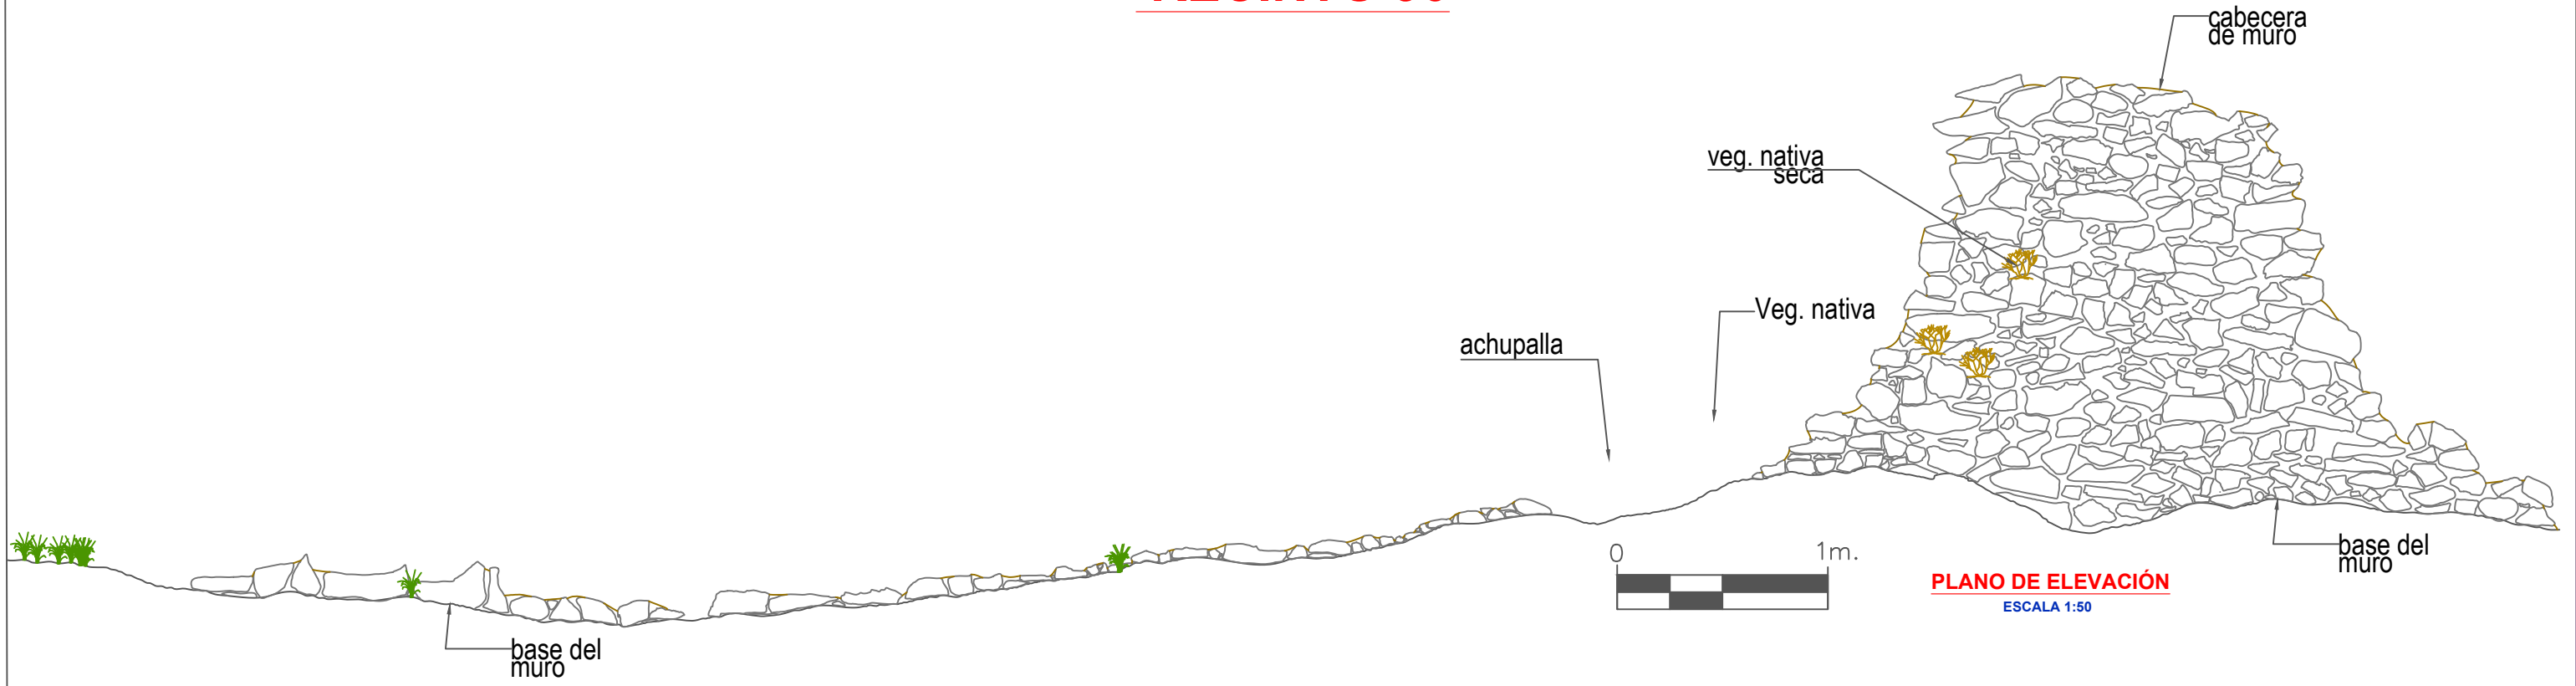 cabecera
de muro
veg. nativa
seca
Veg. nativa
achupalla
0 1m.
PLANO DE ELEVACIÓN
ESCALA 1:50
base del
muro
base del
muro